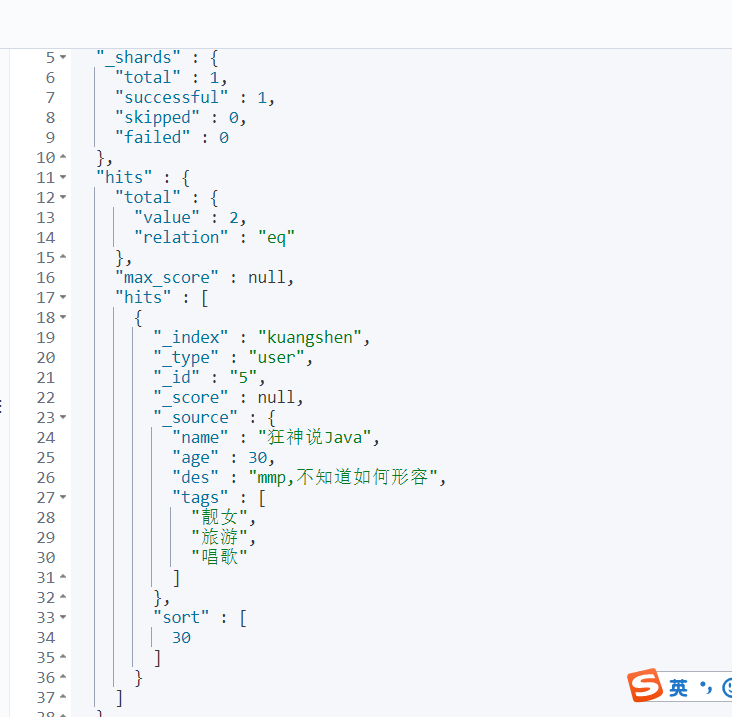 5 "_shards" : {
6 "total" : 1,
7 "successful" : 1,
8 "skipped" : 0,
9 "failed" : 0
10 },
11 "hits" : {
12 "total" : {
13 "value" : 2,
14 "relation" : "eq"
15 },
16 "max_score" : null,
17 "hits" : [
18 {
19 "_index" : "kuangshen",
20 "_type" : "user",
21 "_id" : "5",
22 "_score" : null,
23 "_source" : {
24 "name" : "狂神说Java",
25 "age" : 30,
26 "des" : "mmp,不知道如何形容",
27 "tags" : [
28 "靓女",
29 "旅游",
30 "唱歌"
31 ]
32 },
33 "sort" : [
34 30
35 ]
36 }
37 ]
38 }
英